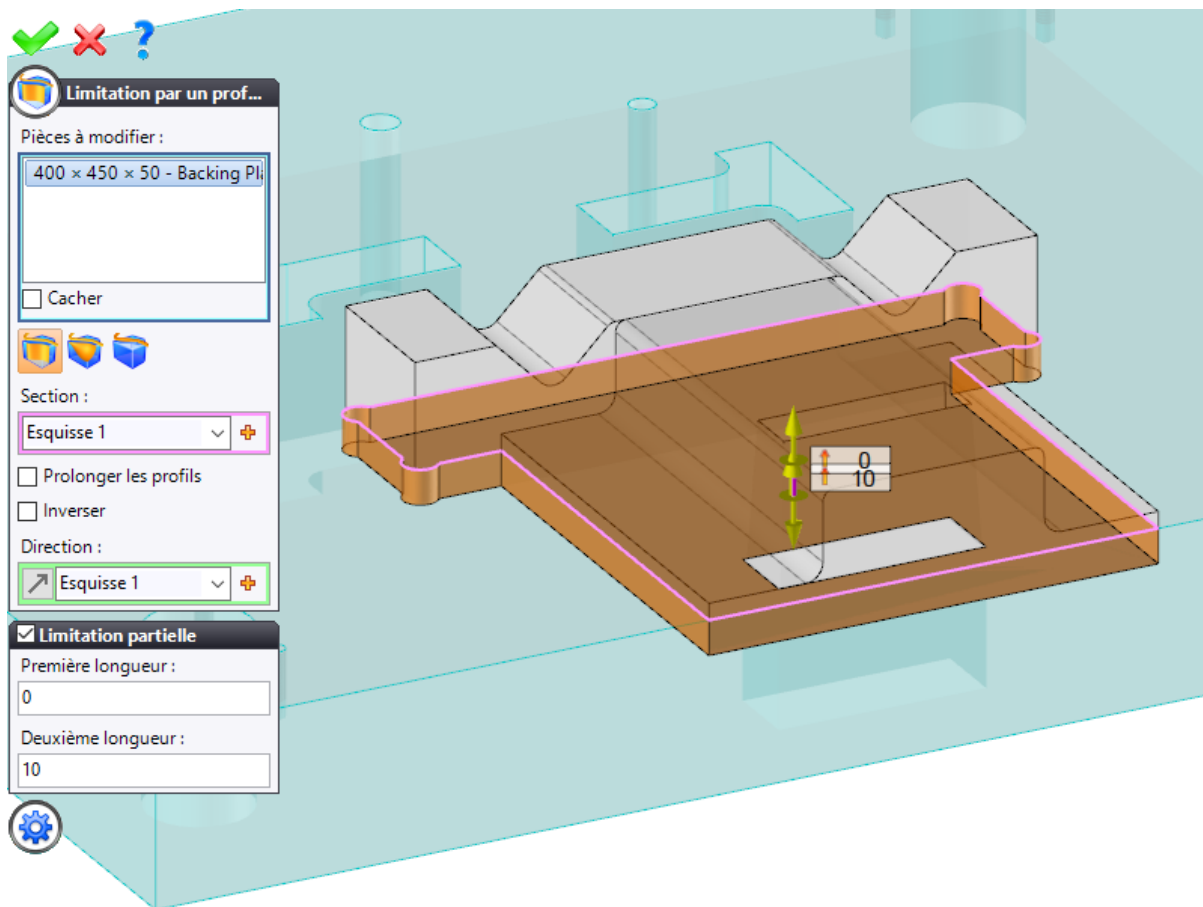 ?
Limitation par un prof...
Pièces à modifier :
400 × 450 × 50 - Backing Pla
Cacher
Section :
Esquisse 1
Prolonger les profils
Inverser
Direction :
Esquisse 1
Limitation partielle
Première longueur :
0
Deuxième longueur :
10
0
10